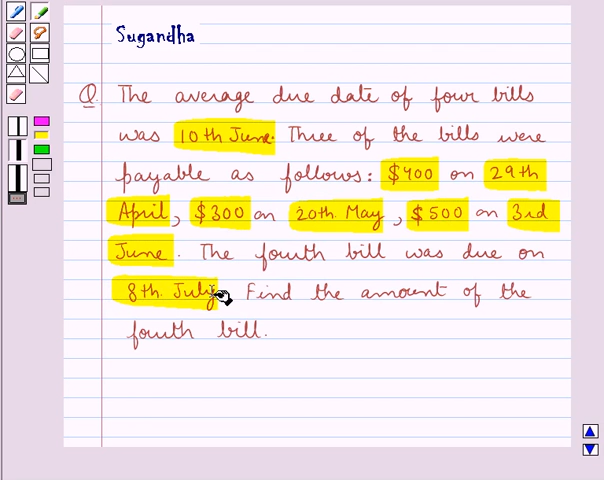 Sugandha
Q The average due date of four bills
was 10th June. Three of the bills were
payable as follows: $400 on 29th
April, $300 on 20th May, $500 on 3rd
June. The fourth bill was due on
8th July. Find the amount of the
fourth bill.